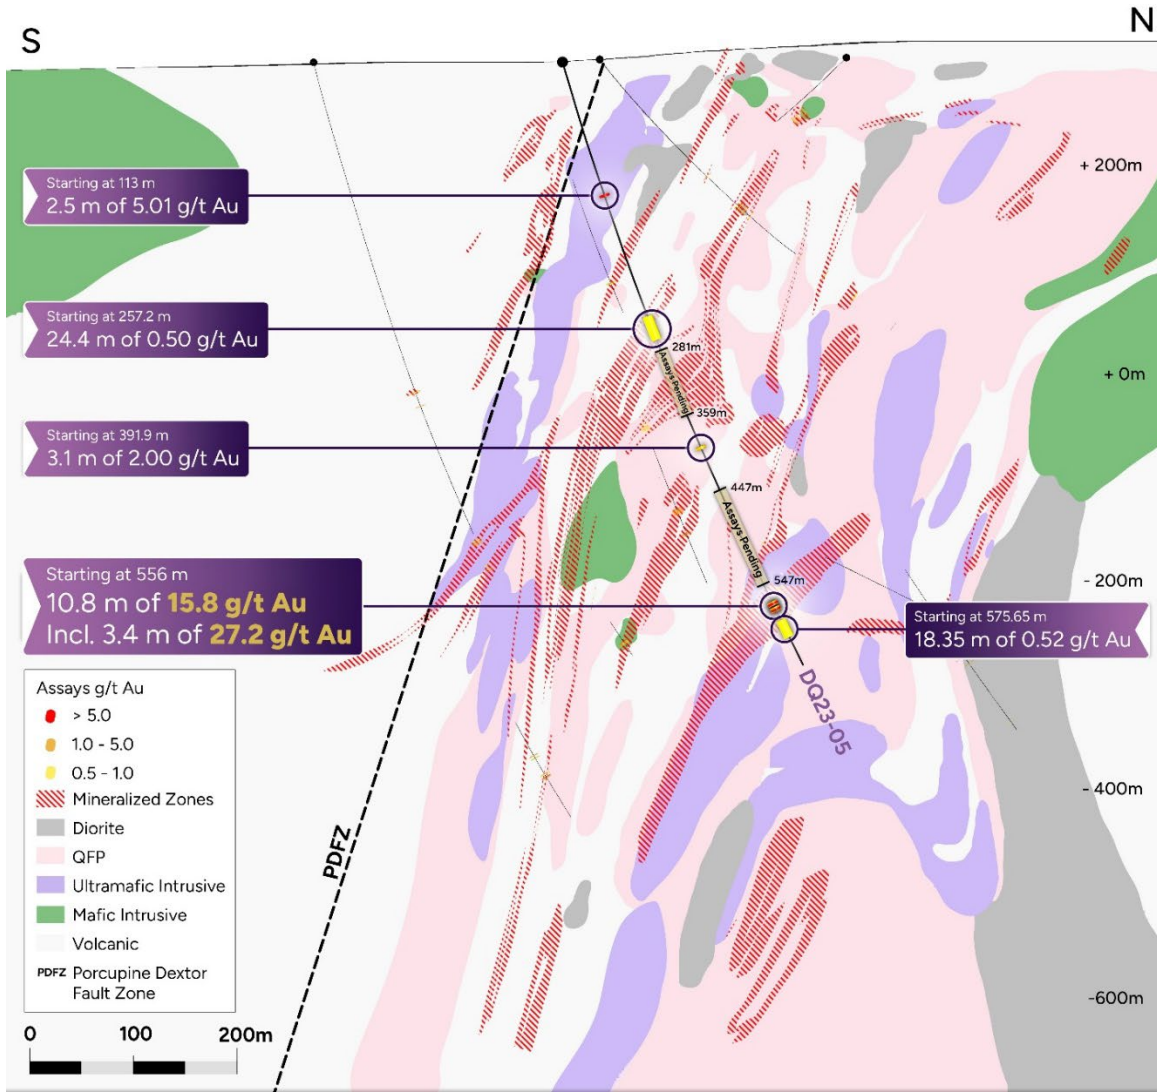 S
N
Starting at 113 m
2.5 m of 5.01 g/t Au
+ 200m
Starting at 257.2 m
24.4 m of 0.50 g/t Au
281m
Assays Pending
359m
+ 0m
Starting at 391.9 m
3.1 m of 2.00 g/t Au
447m
Assays Pending
547m
- 200m
Starting at 556 m
10.8 m of 15.8 g/t Au
Incl. 3.4 m of 27.2 g/t Au
Starting at 575.65 m
18.35 m of 0.52 g/t Au
DQ23-05
- 400m
PDFZ
-600m
Assays g/t Au
> 5.0
1.0 - 5.0
0.5 - 1.0
Mineralized Zones
Diorite
QFP
Ultramafic Intrusive
Mafic Intrusive
Volcanic
PDFZ Porcupine Dextor
Fault Zone
0 100 200m